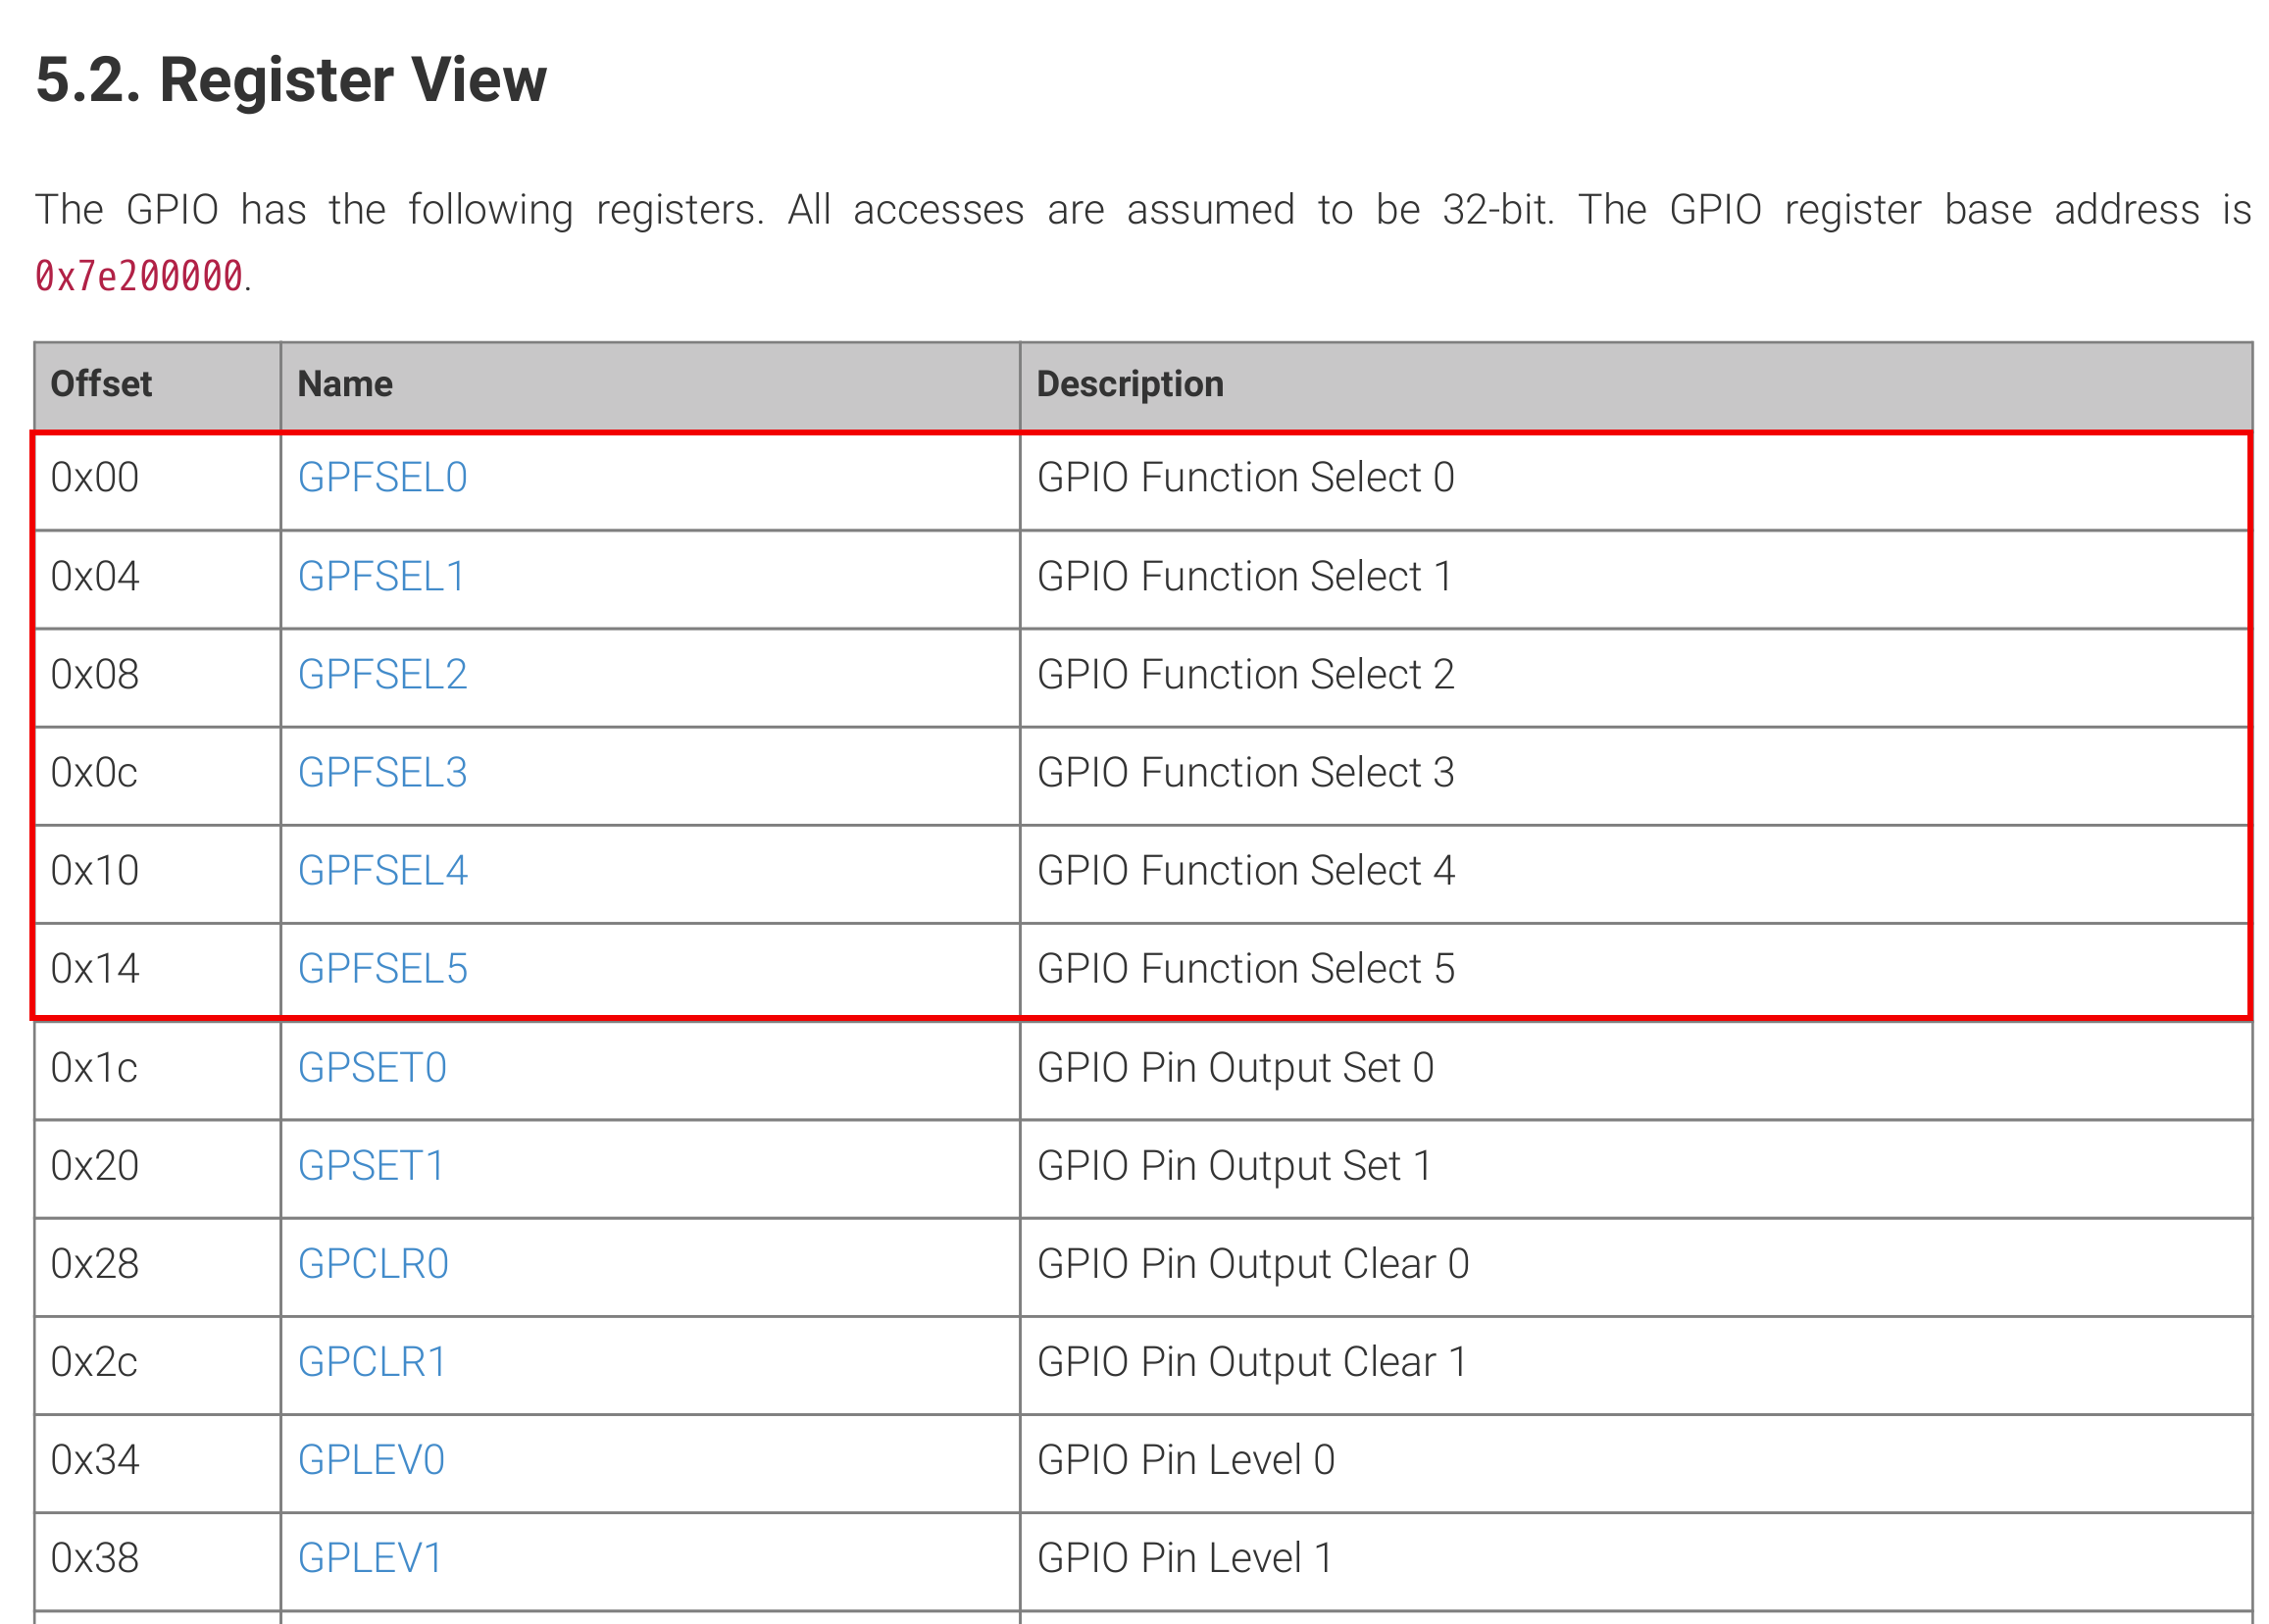 5.2. Register View
The GPIO has the following registers. All accesses are assumed to be 32-bit. The GPIO register base address is
0x7e200000.
Offset Name Description
0x00 GPFSEL0 GPIO Function Select 0
0x04 GPFSEL1 GPIO Function Select 1
0x08 GPFSEL2 GPIO Function Select 2
0x0c GPFSEL3 GPIO Function Select 3
0x10 GPFSEL4 GPIO Function Select 4
0x14 GPFSEL5 GPIO Function Select 5
0x1c GPSET0 GPIO Pin Output Set 0
0x20 GPSET1 GPIO Pin Output Set 1
0x28 GPCLR0 GPIO Pin Output Clear 0
0x2c GPCLR1 GPIO Pin Output Clear 1
0x34 GPLEV0 GPIO Pin Level 0
0x38 GPLEV1 GPIO Pin Level 1